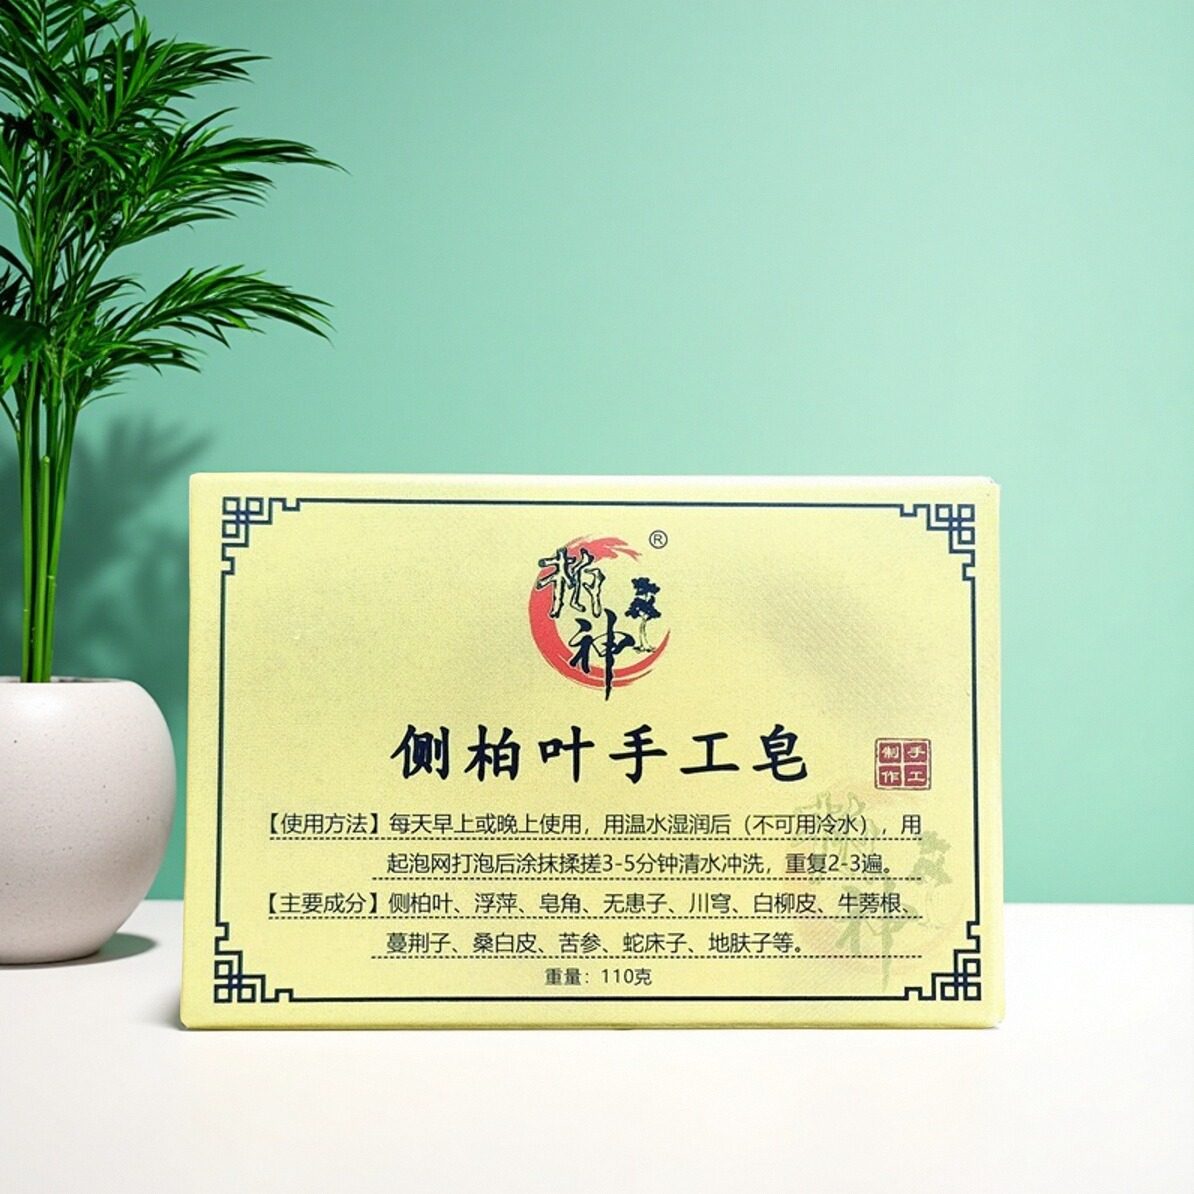 柏神®
侧柏叶手工皂
手工制作
【使用方法】每天早上或晚上使用，用温水湿润后（不可用冷水），用
起泡网打泡后涂抹揉搓3-5分钟清水冲洗，重复2-3遍。
【主要成分】侧柏叶、浮萍、皂角、无患子、川穹、白柳皮、牛蒡根、
蔓荆子、桑白皮、苦参、蛇床子、地肤子等。
重量：110克